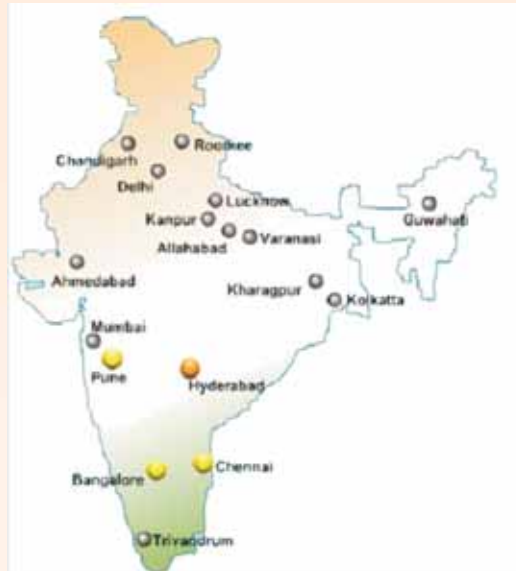 Chandigarh
Roorkee
Delhi
Lucknow
Kanpur
Guwahati
Allahabad
Varanasi
Ahmedabad
Kharagpur
Kolkatta
Mumbai
Pune
Hyderabad
Bangalore
Chennai
Trivandrum